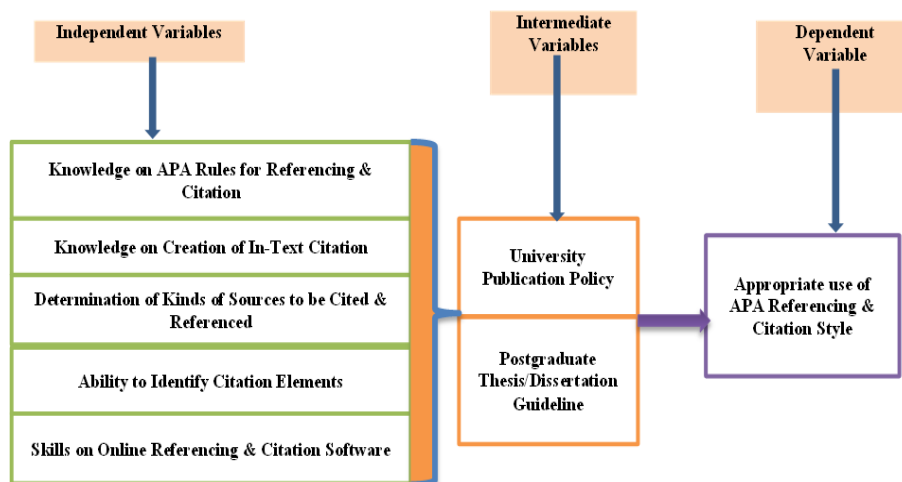 Independent Variables
Intermediate
Variables
Dependent
Variable
Knowledge on APA Rules for Referencing &
Citation
Knowledge on Creation of In-Text Citation
Determination of Kinds of Sources to be Cited &
Referenced
Ability to Identify Citation Elements
Skills on Online Referencing & Citation Software
University
Publication Policy
Postgraduate
Thesis/Dissertation
Guideline
Appropriate use of
APA Referencing &
Citation Style